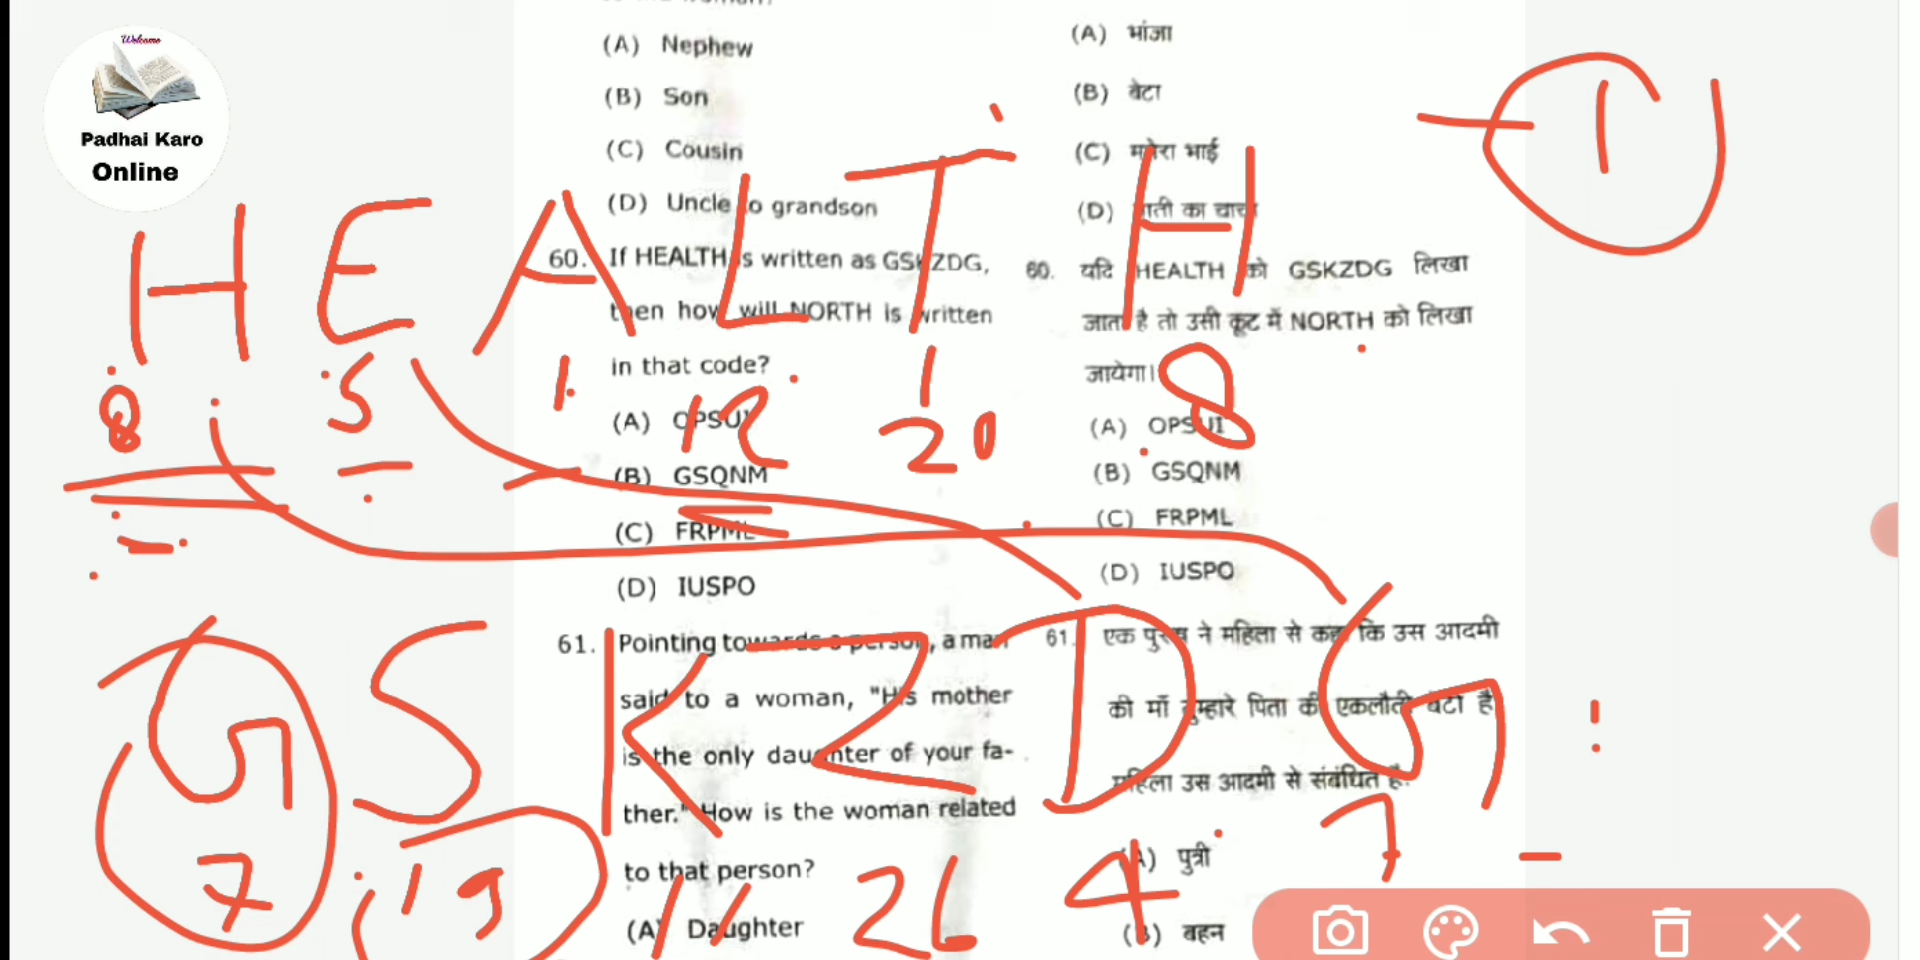 Welcome
Padhai Karo
Online
(A) Nephew
(B) Son
(C) Cousin
(D) Uncle to grandson
60. If HEALTH is written as GSKZDG,
then how will NORTH is written
in that code?
(A) OPSUI
(B) GSQNM
(C) FRPML
(D) IUSPO
61. Pointing towards a person, a man
said to a woman, "His mother
is the only daughter of your fa-
ther." How is the woman related
to that person?
(A) Daughter
(A) भांजा
(B) बेटा
(C) ममेरा भाई
(D) नाती का चाचा
60. यदि HEALTH को GSKZDG लिखा
जाता है तो उसी कूट में NORTH को लिखा
जायेगा।
(A) OPSUI
(B) GSQNM
(C) FRPML
(D) IUSPO
61. एक पुरुष ने महिला से कहा कि उस आदमी
की माँ तुम्हारे पिता की एकलौती बेटी है
महिला उस आदमी से संबंधित है:
(A) पुत्री
(B) बहन
H E A L T H
8 5 1 12 20 8
G S K Z D G
7 19 11 26 4 7
-1